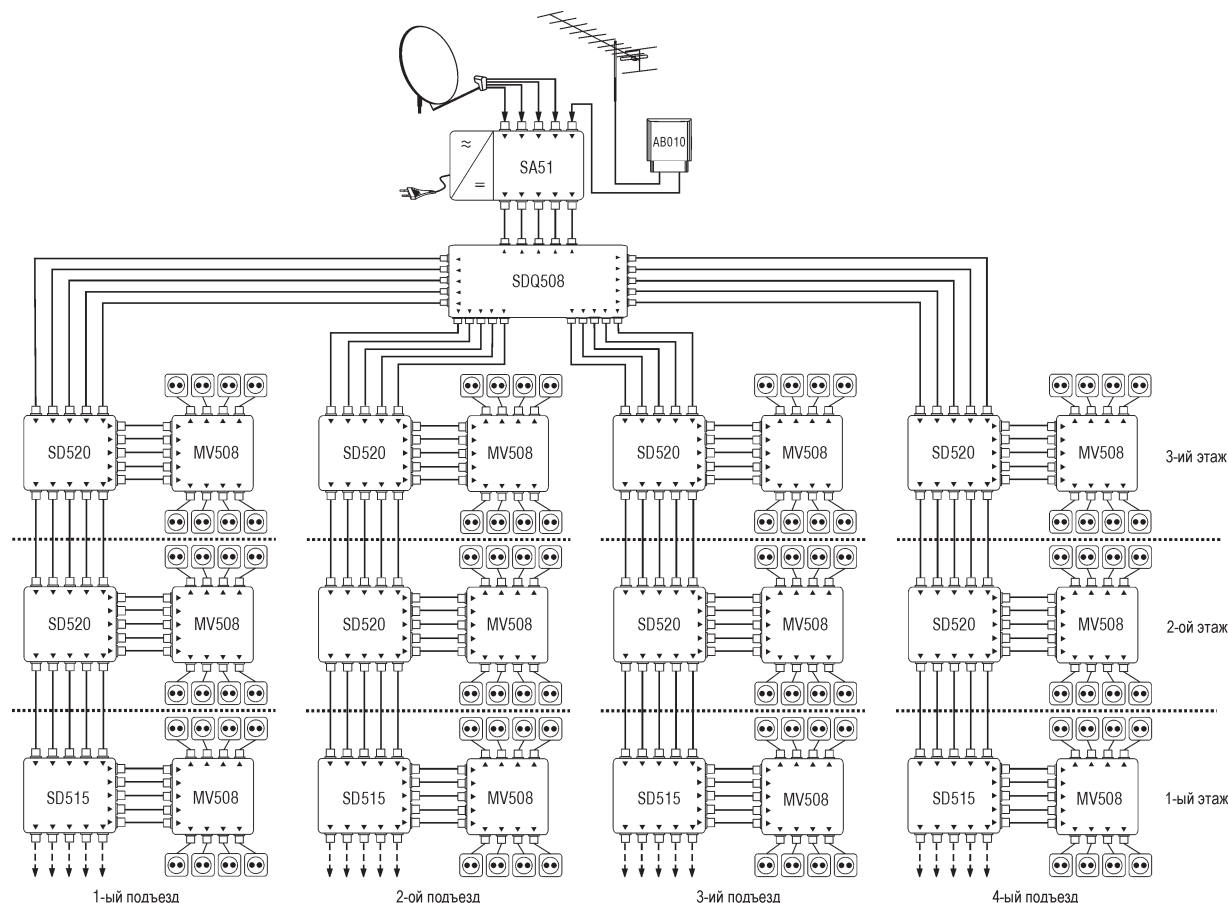 AB010
≈
SA51
=
SDQ508
SD520 MV508 SD520 MV508 SD520 MV508 SD520 MV508 3-ий этаж
SD520 MV508 SD520 MV508 SD520 MV508 SD520 MV508 2-ой этаж
SD515 MV508 SD515 MV508 SD515 MV508 SD515 MV508 1-ый этаж
1-ый подъезд 2-ой подъезд 3-ий подъезд 4-ый подъезд